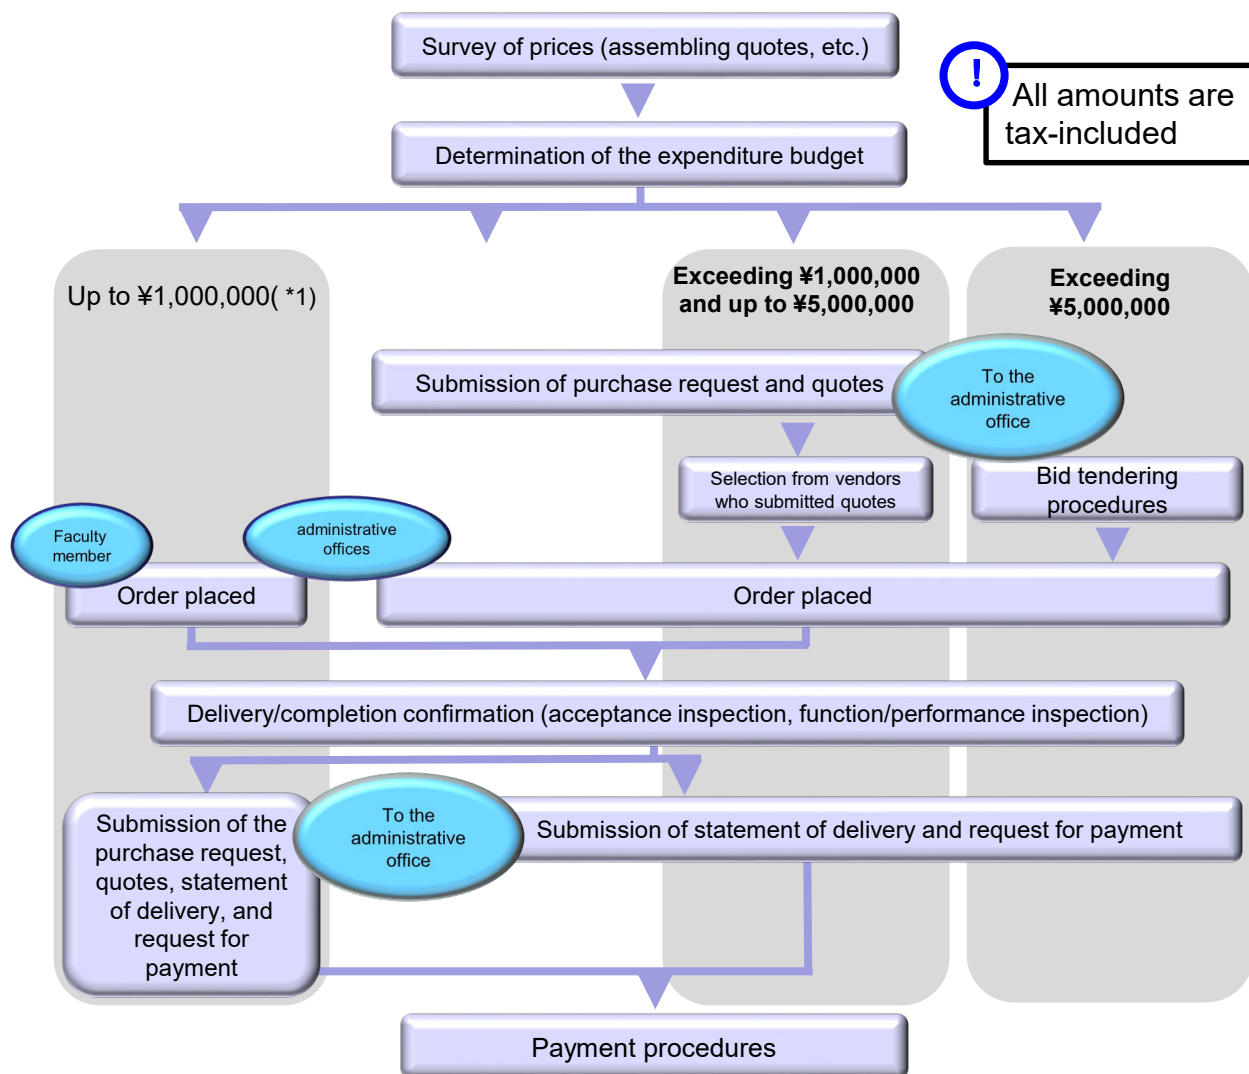 Survey of prices (assembling quotes, etc.)
!
All amounts are
tax-included
Determination of the expenditure budget
Up to ¥1,000,000( *1)
Exceeding ¥1,000,000
and up to ¥5,000,000
Exceeding
¥5,000,000
Submission of purchase request and quotes
To the
administrative
office
Selection from vendors
who submitted quotes
Bid tendering
procedures
Faculty
member
administrative
offices
Order placed
Order placed
Delivery/completion confirmation (acceptance inspection, function/performance inspection)
Submission of the
purchase request,
quotes, statement
of delivery, and
request for
payment
To the
administrative
office
Submission of statement of delivery and request for payment
Payment procedures